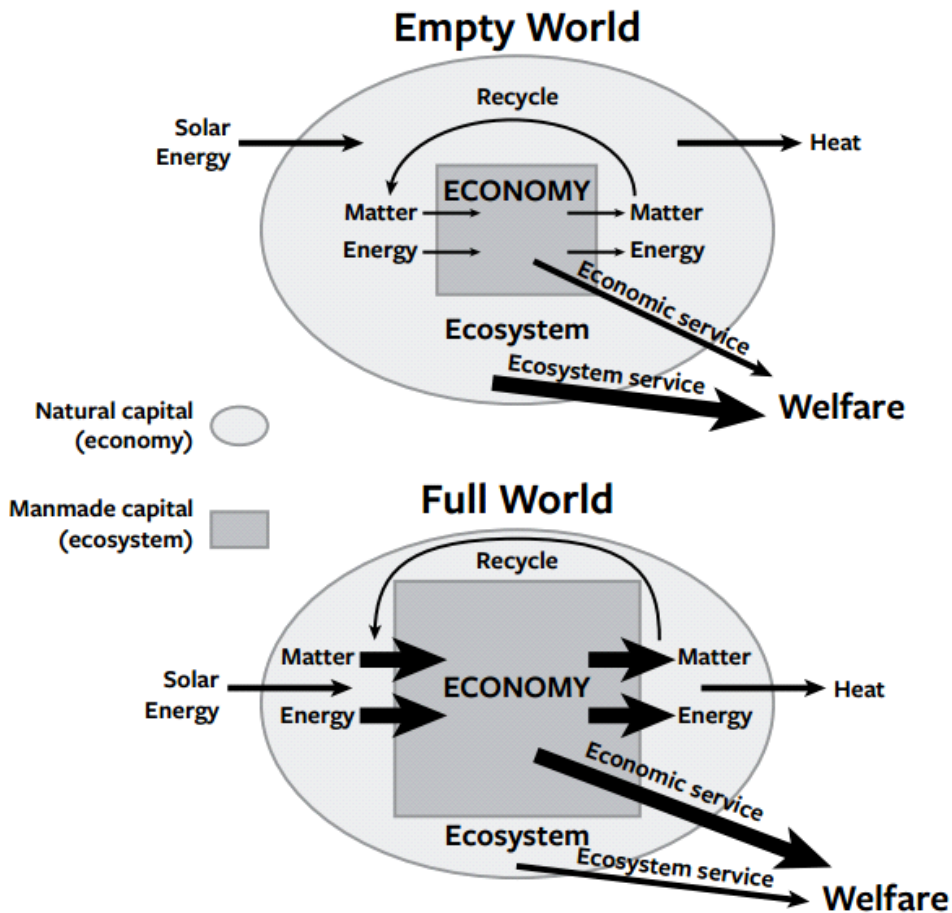 Empty World
Recycle
Solar
Energy
Heat
ECONOMY
Matter
Matter
Energy
Energy
Economic service
Ecosystem
Ecosystem service
Welfare
Natural capital
(economy)
Manmade capital
(ecosystem)
Full World
Recycle
Matter
Matter
Solar
Energy
ECONOMY
Heat
Energy
Energy
Economic service
Ecosystem
Ecosystem service
Welfare